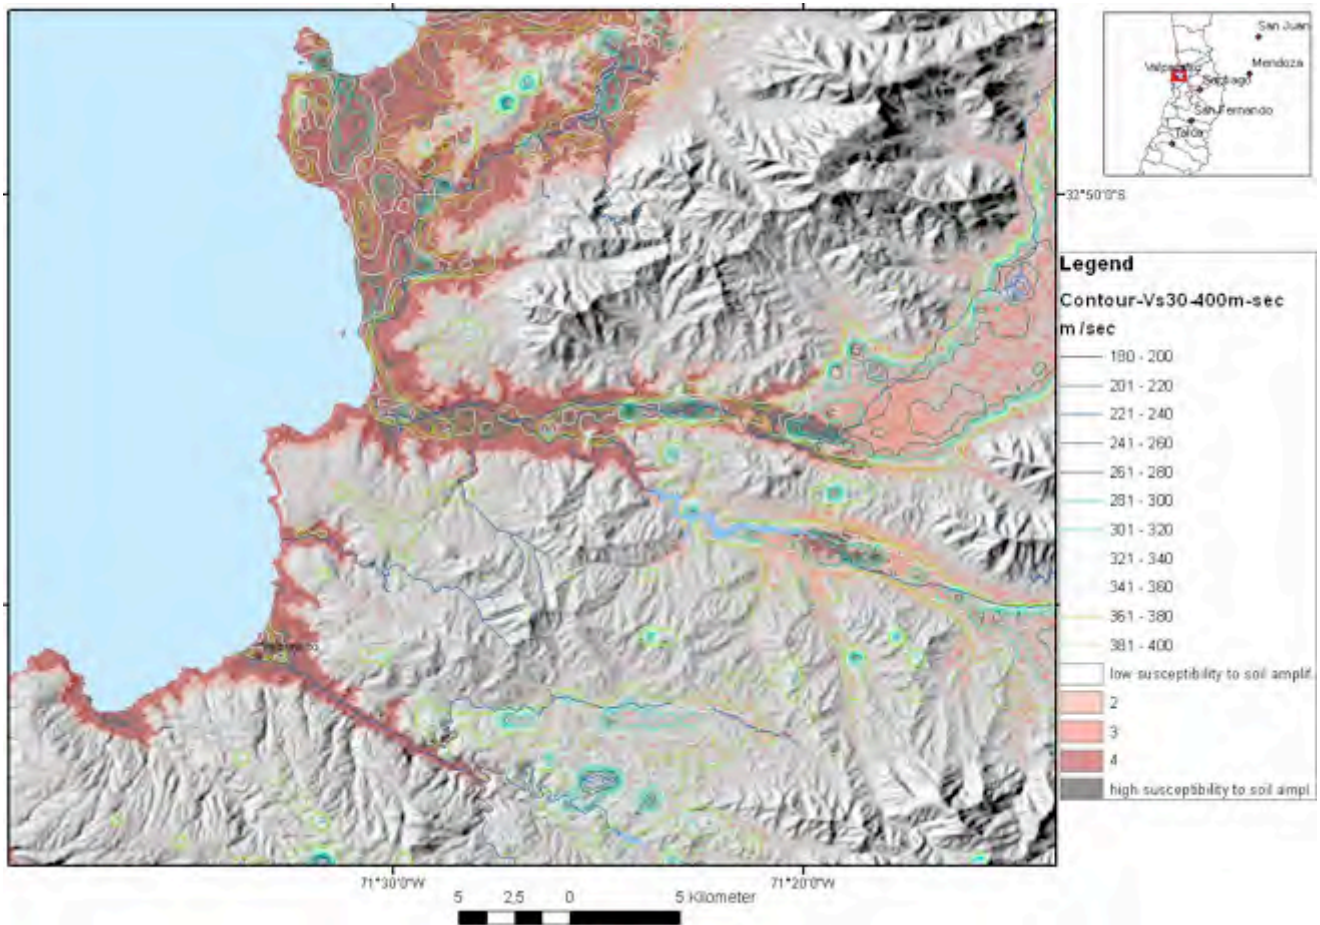 San Juan
Mendoza
Santiago
San Fernando
Talca
32°50'0"S
Legend
Contour-Vs30-400m-sec
m /sec
180 - 200
201 - 220
221 - 240
241 - 260
261 - 280
281 - 300
301 - 320
321 - 340
341 - 360
361 - 380
381 - 400
low susceptibility to soil amplif.
2
3
4
high susceptibility to soil ampl
71°30'0"W
71°20'0"W
5 2,5 0 5 Kilometer